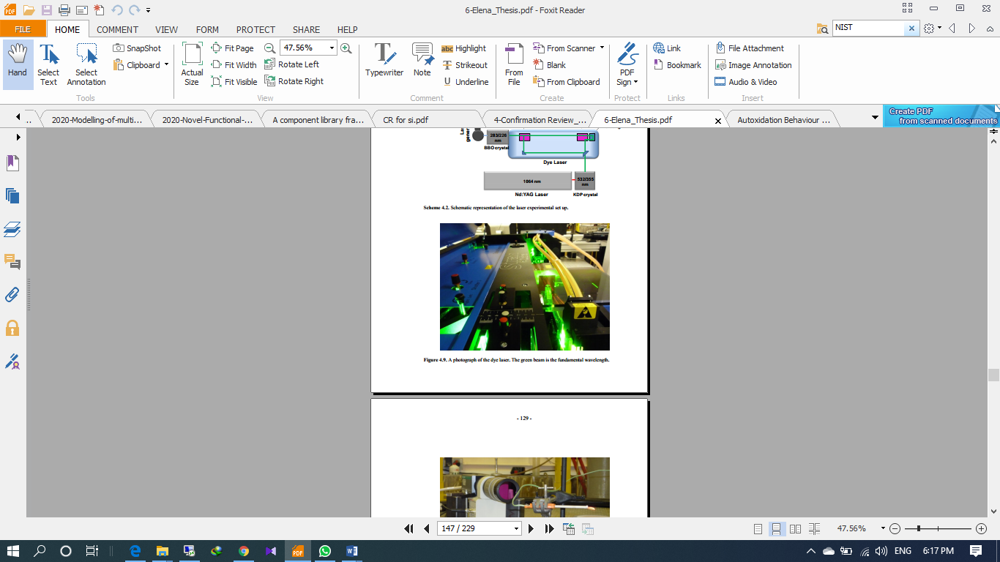 6-Elena_Thesis.pdf - Foxit Reader
FILE
HOME
COMMENT
VIEW
FORM
PROTECT
SHARE
HELP
NIST
Hand
Select Text
Select Annotation
SnapShot
Clipboard
Tools
Actual Size
Fit Page
Fit Width
Fit Visible
47.56%
Rotate Left
Rotate Right
View
Typewriter
Note
Highlight
Strikeout
Underline
Comment
From File
From Scanner
Blank
From Clipboard
Create
PDF Sign
Protect
Link
Bookmark
Links
File Attachment
Image Annotation
Audio & Video
Insert
..
2020-Modelling-of-multi...
2020-Novel-Functional-...
A component library fra...
CR for si.pdf
4-Confirmation Review_...
6-Elena_Thesis.pdf
Autoxidation Behaviour ...
Create PDF
from scanned documents
283/226
nm
BBO crystal
Dye Laser
1064 nm
532/355
nm
Nd:YAG Laser
KDP crystal
Scheme 4.2. Schematic representation of the laser experimental set up.
Figure 4.9. A photograph of the dye laser. The green beam is the fundamental wavelength.
- 129 -
147 / 229
47.56%
ENG
6:17 PM